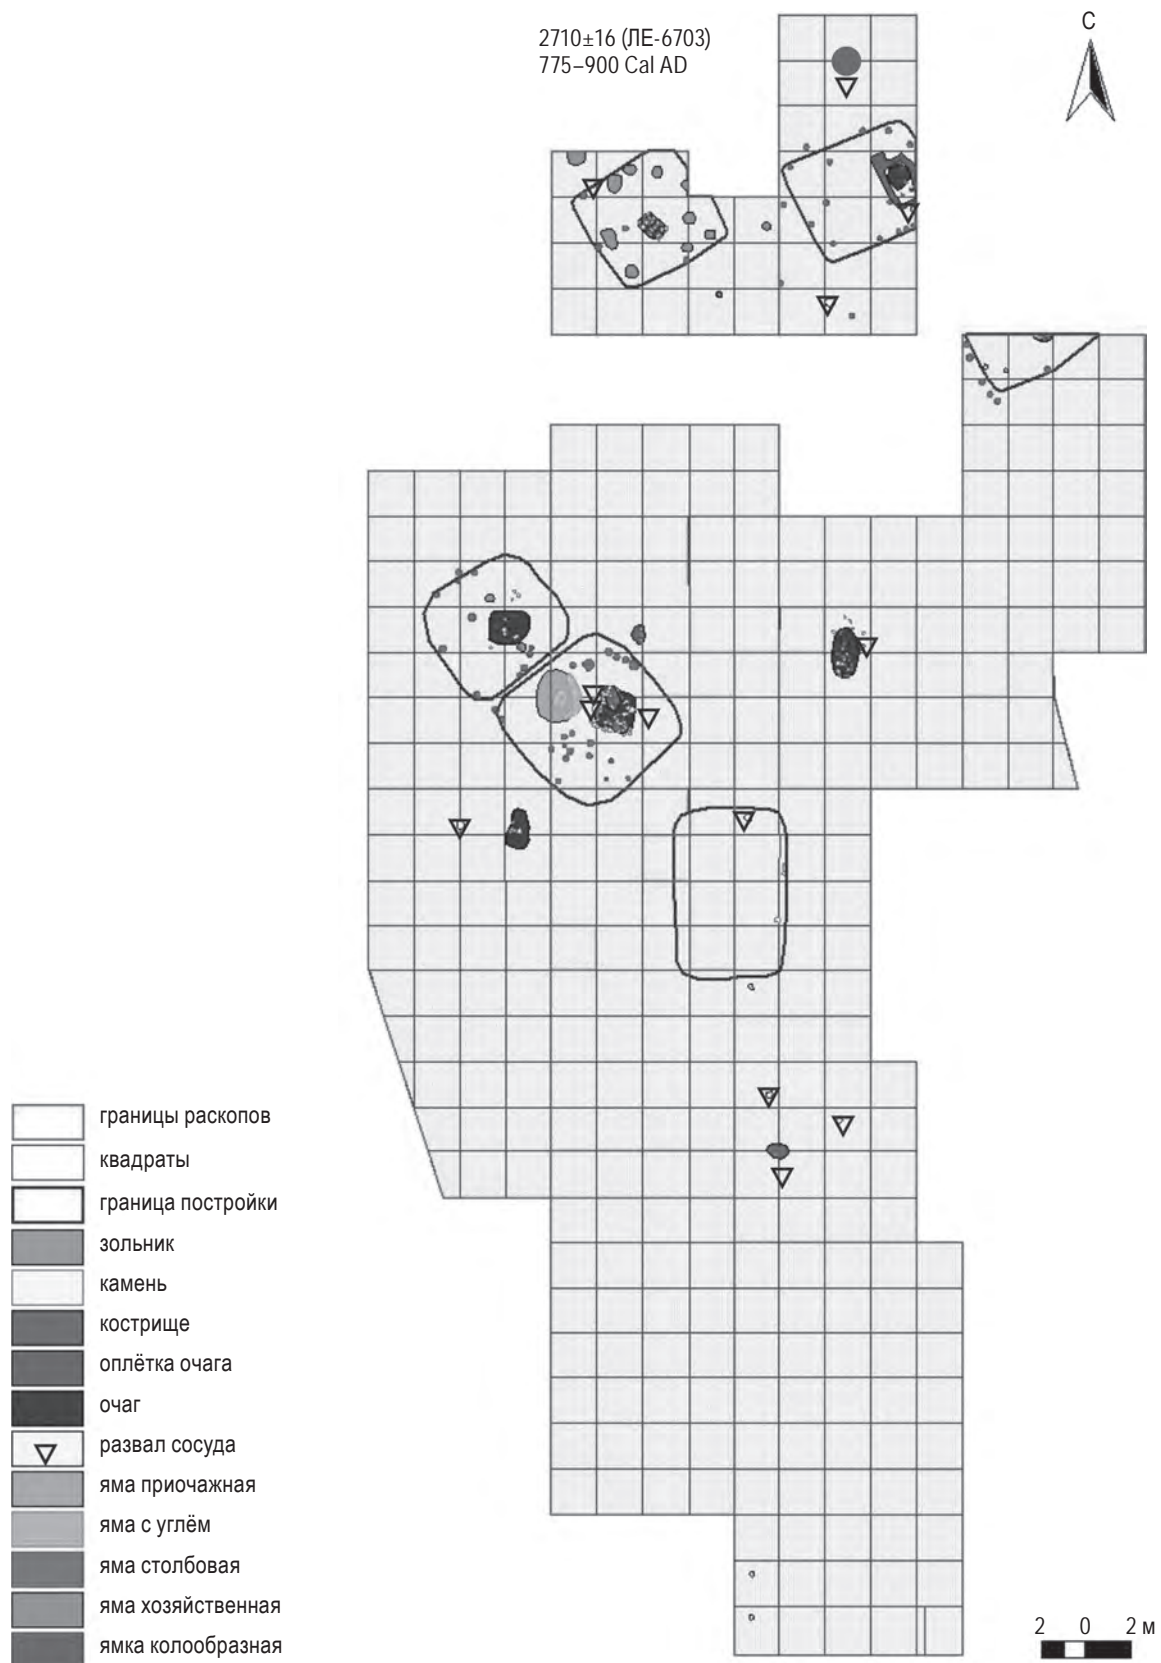 2710±16 (ЛЕ-6703)
775–900 Cal AD
С
границы раскопов
квадраты
граница постройки
зольник
камень
кострище
оплётка очага
очаг
развал сосуда
яма приочажная
яма с углём
яма столбовая
яма хозяйственная
ямка колообразная
2 0 2 м